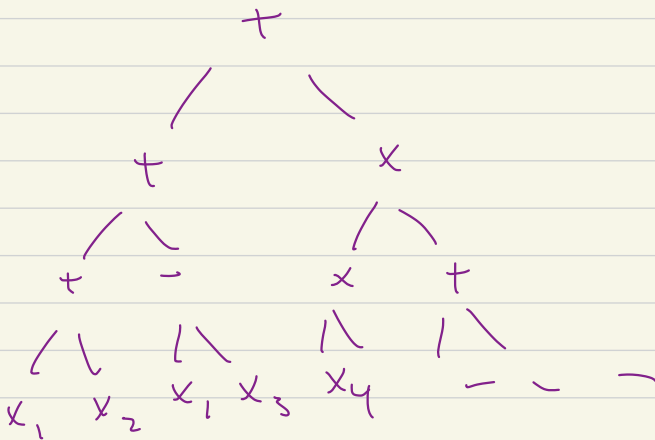 +
+ x
+ - x +
x₁ x₂ x₁ x₃ x₄ - - -